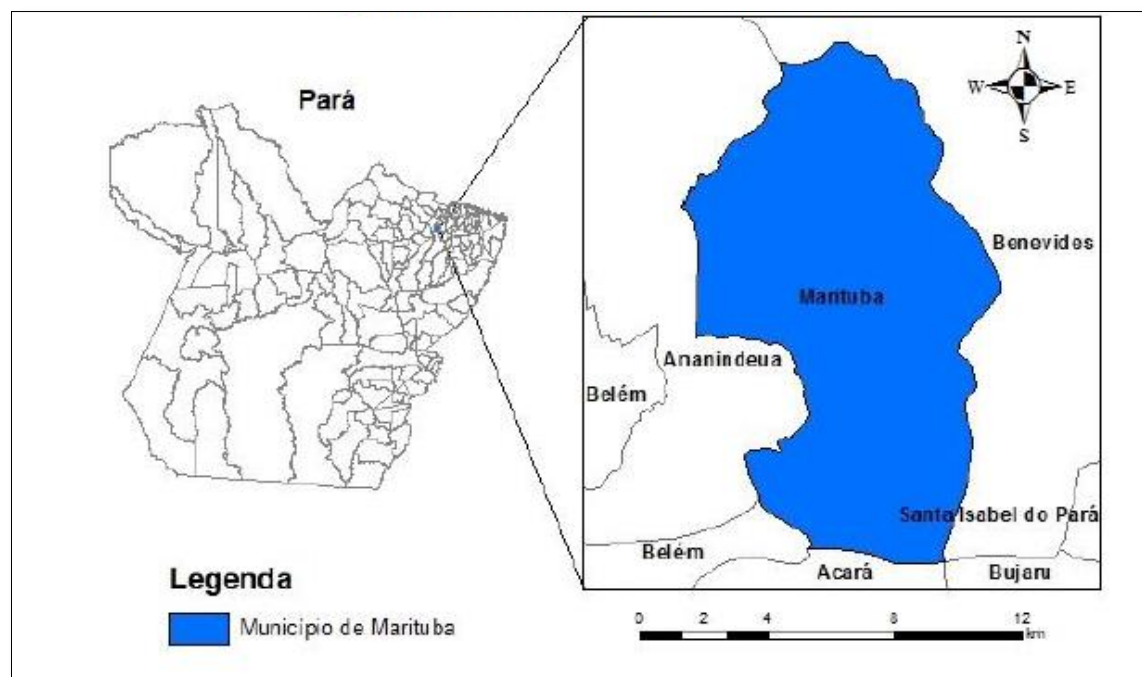 Pará
N
W E
S
Benevides
Marituba
Ananindeua
Belém
Santa Isabel do Pará
Belém
Acará
Bujaru
Legenda
Município de Marituba
0 2 4 8 12
km